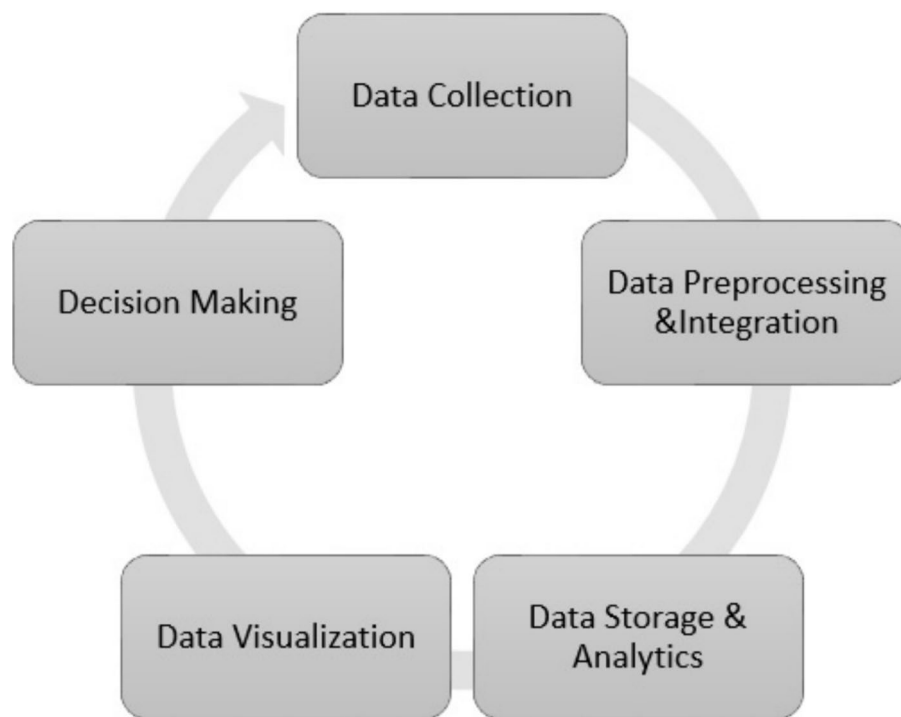 Data Collection
Data Preprocessing
&Integration
Data Storage &
Analytics
Data Visualization
Decision Making